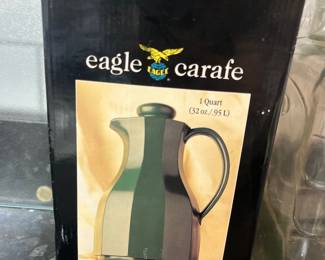 eagle carafe
EAGLE
1 Quart
(32 oz./.95 L)